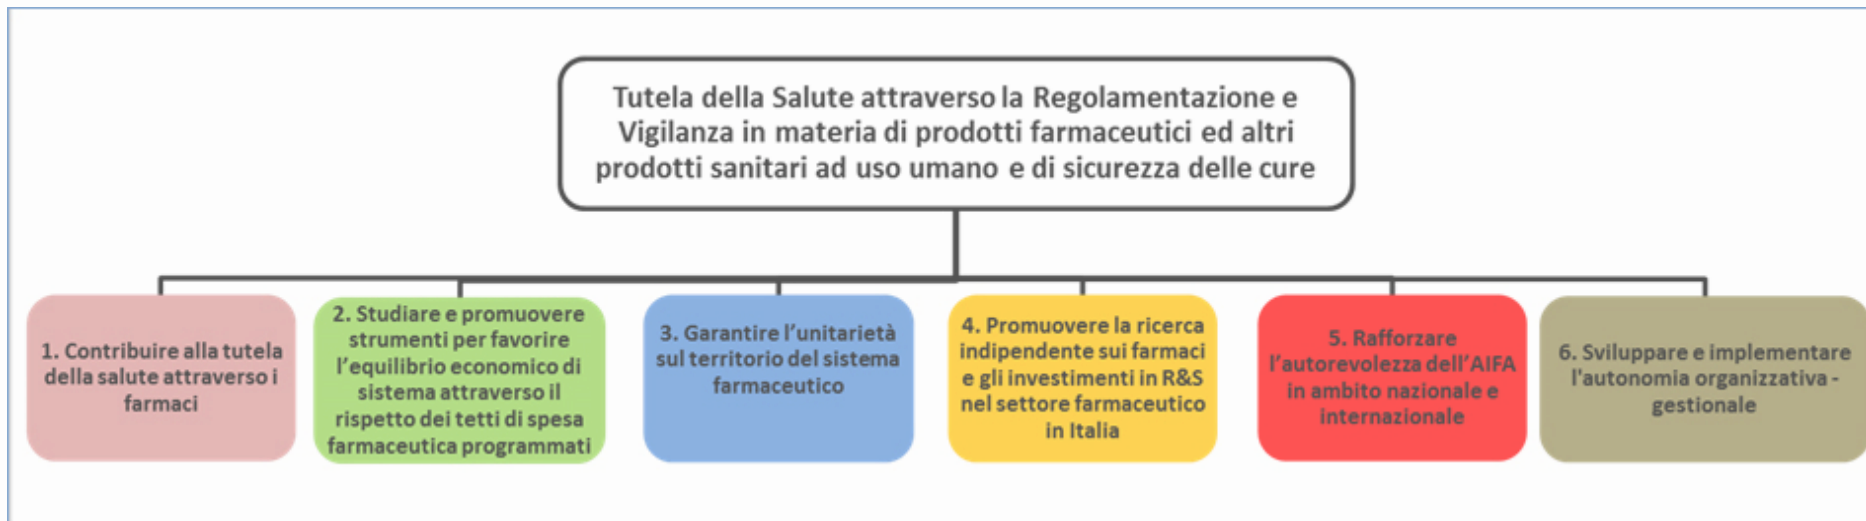 Tutela della Salute attraverso la Regolamentazione e
Vigilanza in materia di prodotti farmaceutici ed altri
prodotti sanitari ad uso umano e di sicurezza delle cure
1. Contribuire alla tutela
della salute attraverso i
farmaci
2. Studiare e promuovere
strumenti per favorire
l'equilibrio economico di
sistema attraverso il
rispetto dei tetti di spesa
farmaceutica programmati
3. Garantire l'unitarietà
sul territorio del sistema
farmaceutico
4. Promuovere la ricerca
indipendente sui farmaci
e gli investimenti in R&S
nel settore farmaceutico
in Italia
5. Rafforzare
l'autorevolezza dell'AIFA
in ambito nazionale e
internazionale
6. Sviluppare e implementare
l'autonomia organizzativa -
gestionale